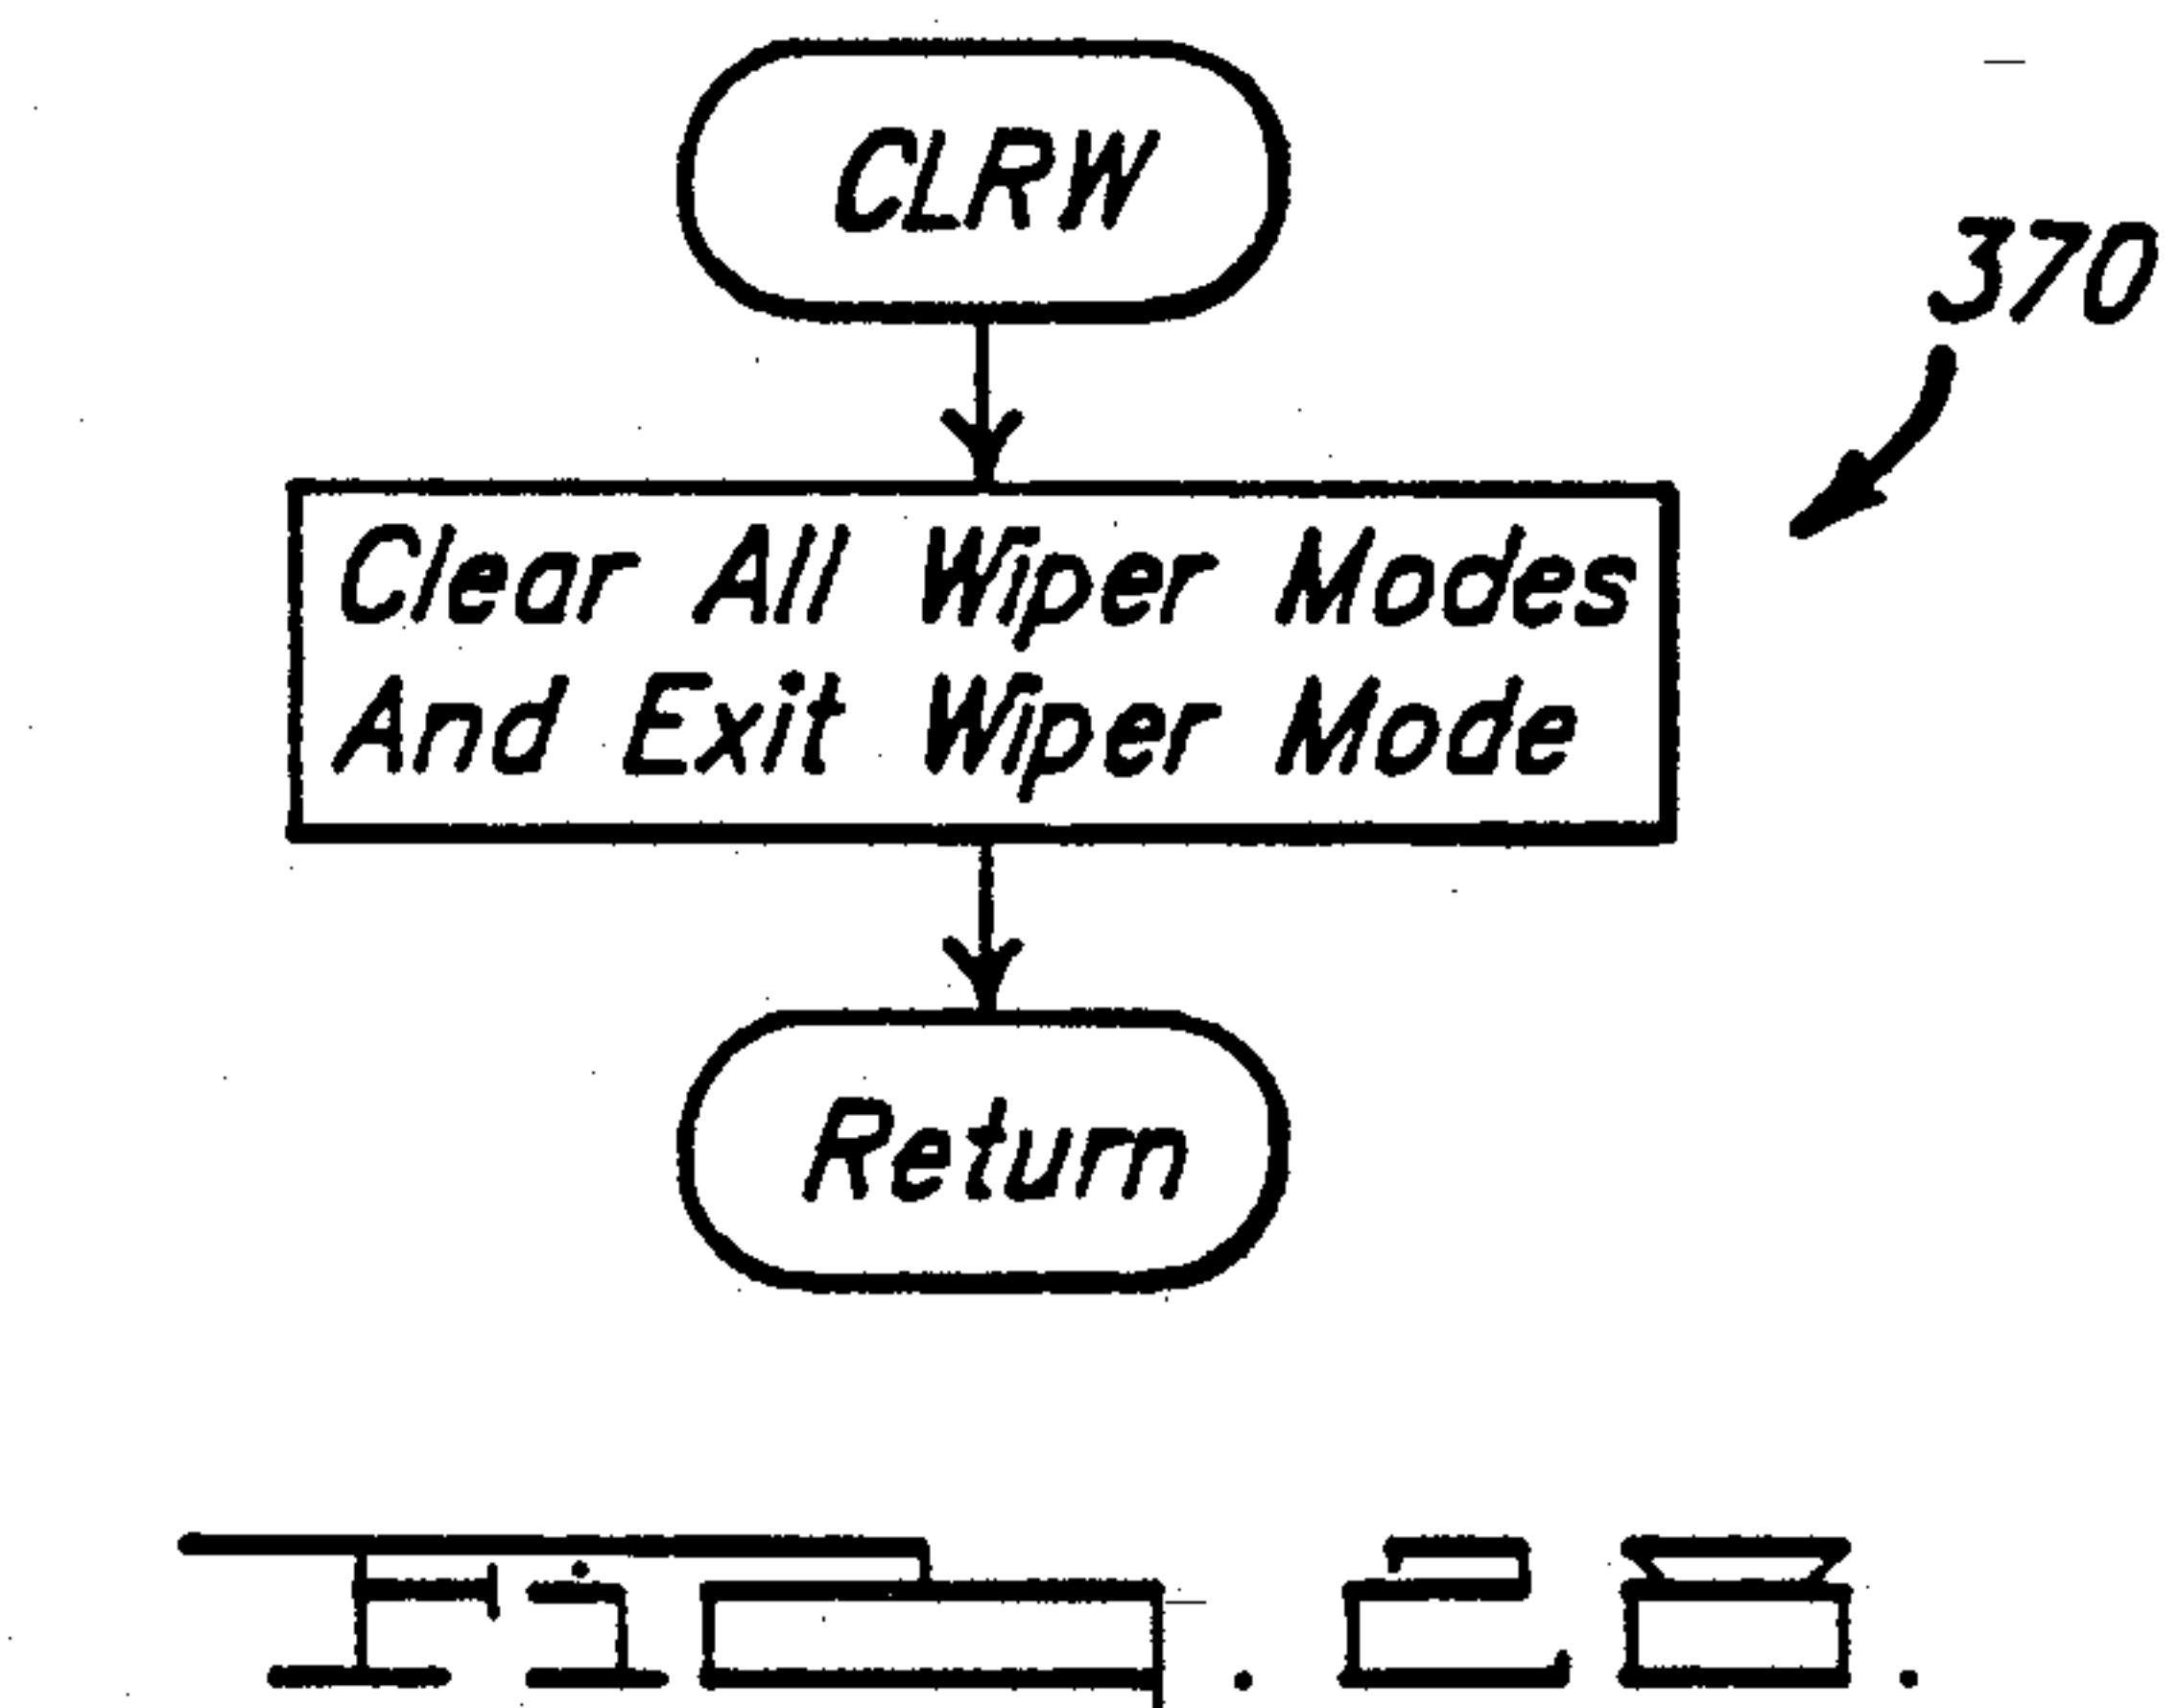 CLRW
370
Clear All Wiper Modes
And Exit Wiper Mode
Return
Fig. 28.